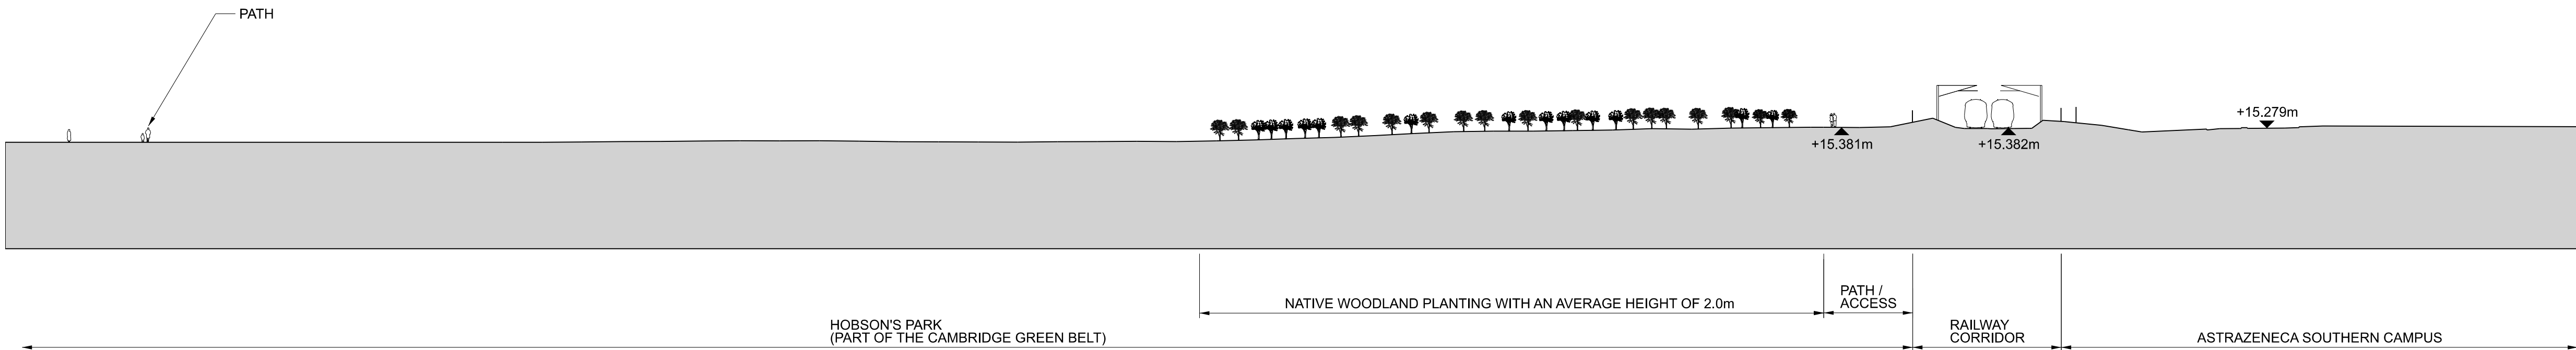 PATH
+15.279m
+15.381m
+15.382m
NATIVE WOODLAND PLANTING WITH AN AVERAGE HEIGHT OF 2.0m
PATH /
ACCESS
HOBSON'S PARK
(PART OF THE CAMBRIDGE GREEN BELT)
RAILWAY
CORRIDOR
ASTRAZENECA SOUTHERN CAMPUS